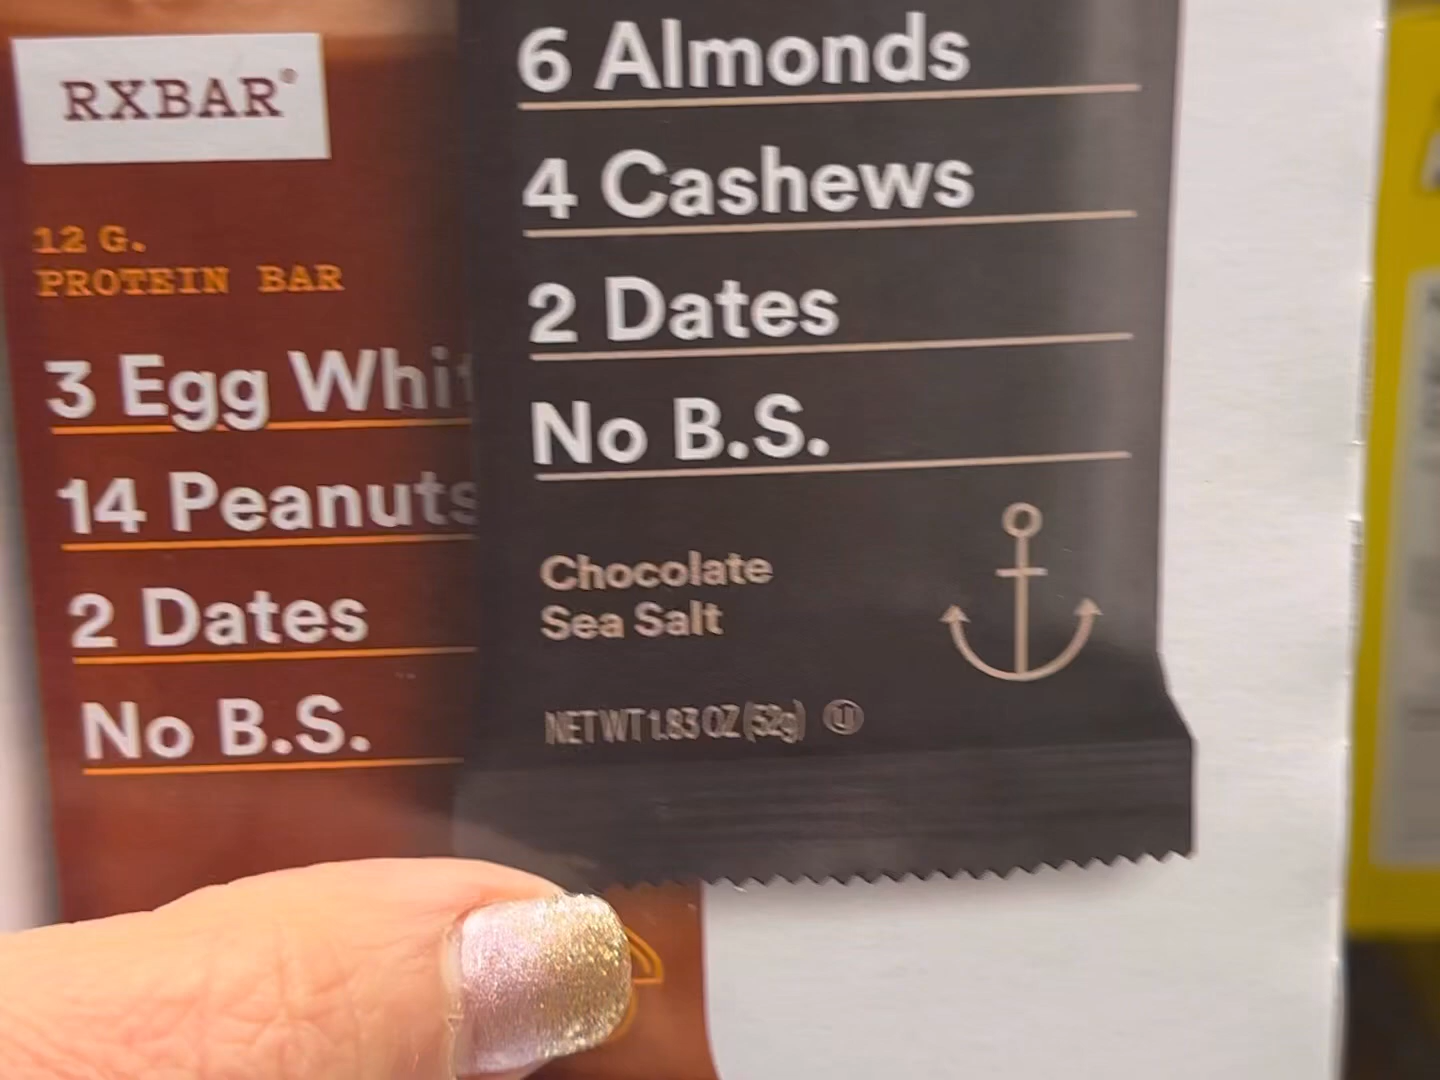 RXBAR®
12 G.
PROTEIN BAR
3 Egg Whit
14 Peanuts
2 Dates
No B.S.
6 Almonds
4 Cashews
2 Dates
No B.S.
Chocolate
Sea Salt
NET WT 1.83 OZ (52g) U